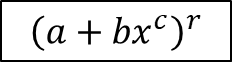 (a + bx^c)^r